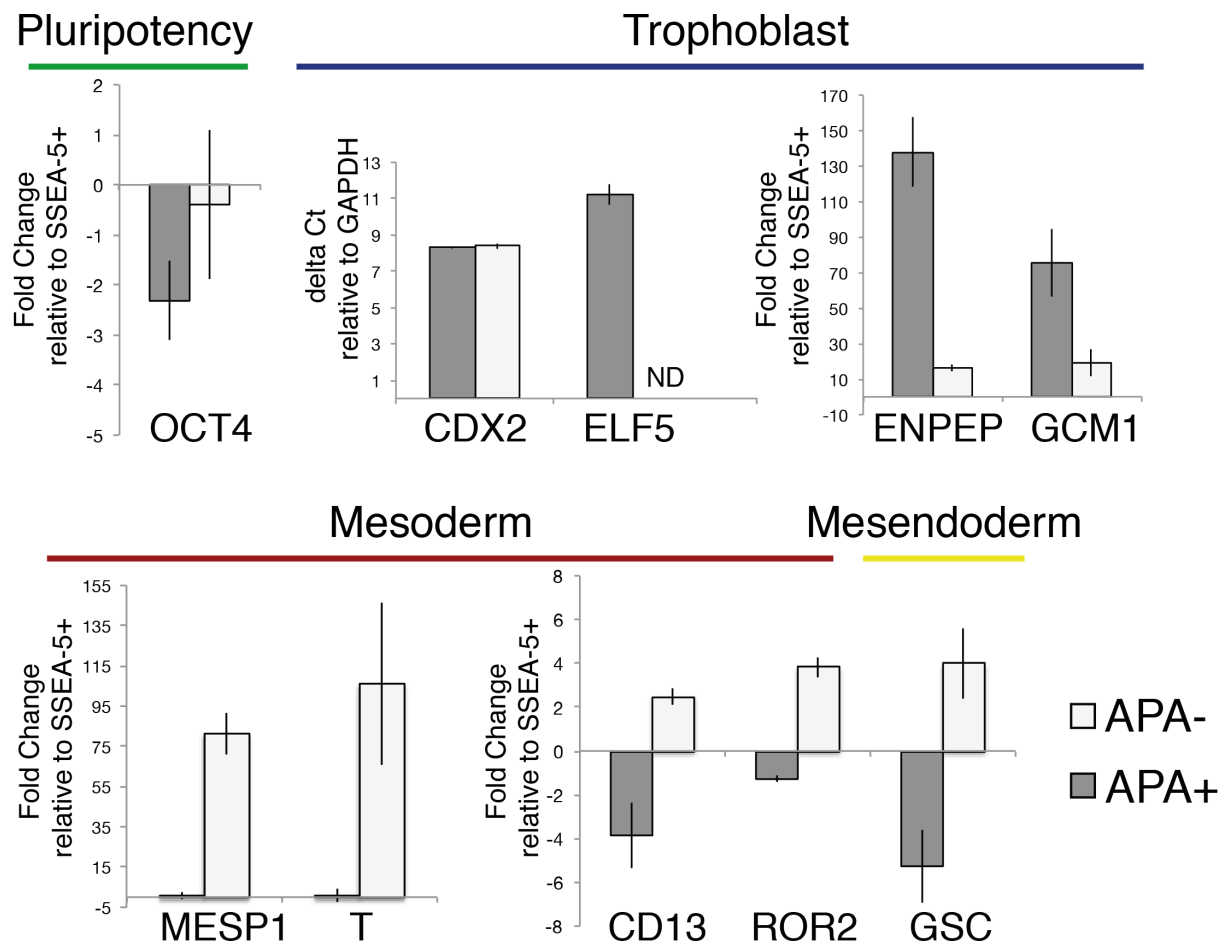 Pluripotency
Trophoblast
Fold Change
relative to SSEA-5+
2
1
0
-1
-2
-3
-4
-5
OCT4
delta Ct
relative to GAPDH
13
11
9
7
5
3
1
ND
CDX2
ELF5
Fold Change
relative to SSEA-5+
170
150
130
110
90
70
50
30
10
-10
ENPEP
GCM1
Mesoderm
Mesendoderm
Fold Change
relative to SSEA-5+
155
135
115
95
75
55
35
15
-5
MESP1
T
Fold Change
relative to SSEA-5+
8
6
4
2
0
-2
-4
-6
-8
CD13
ROR2
GSC
APA-
APA+